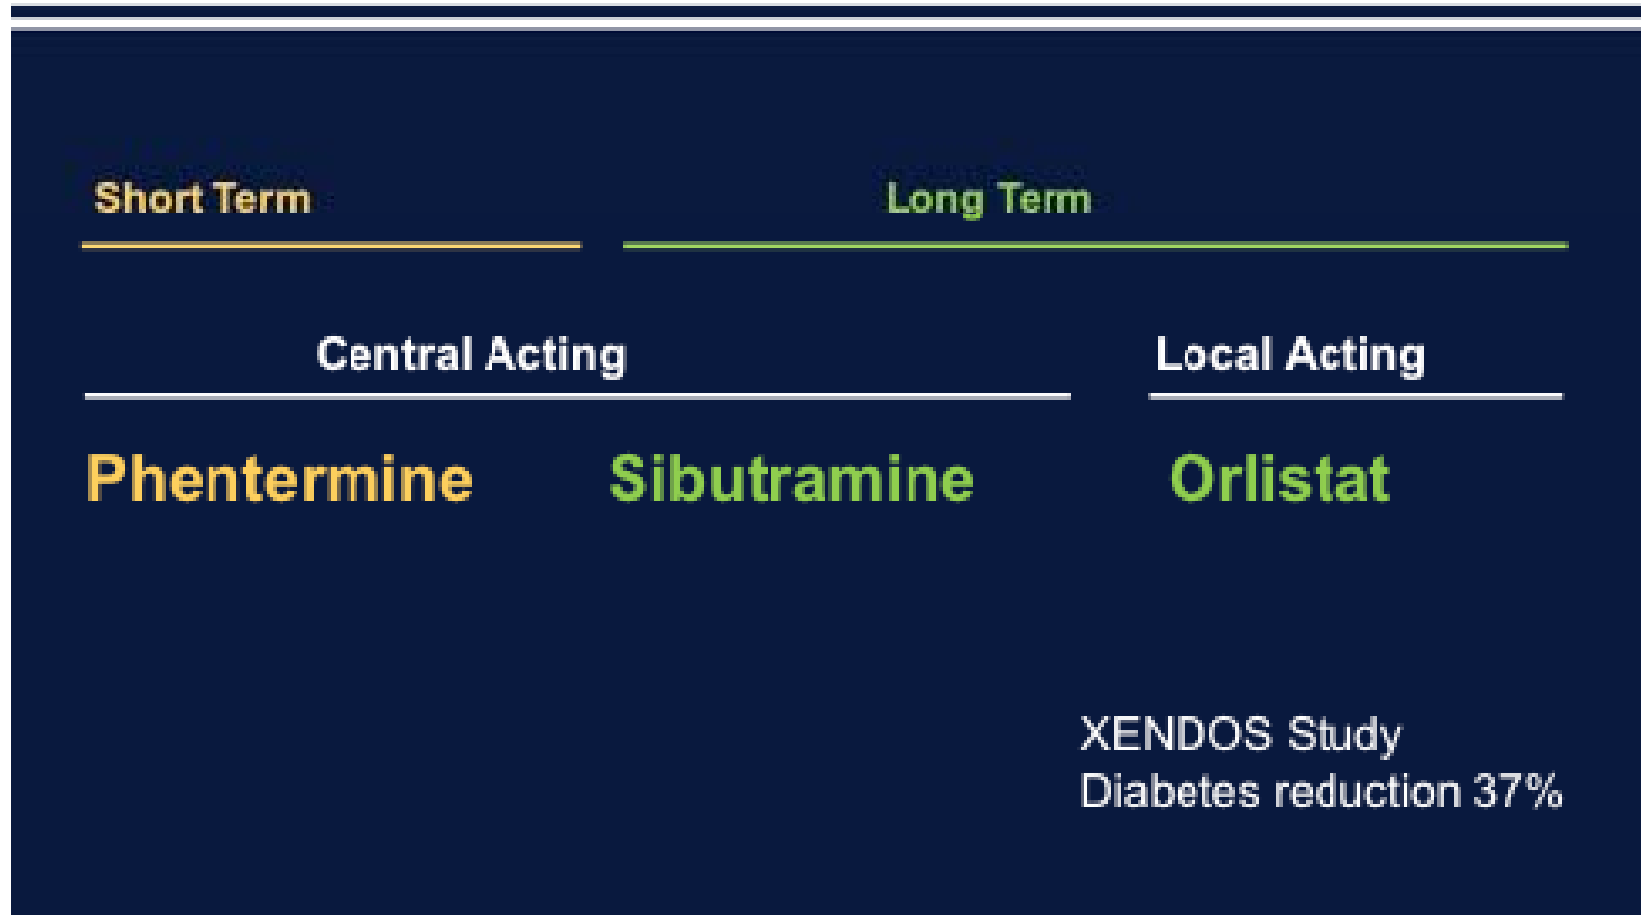 Short Term Long Term
Central Acting Local Acting
Phentermine Sibutramine Orlistat
XENDOS Study
Diabetes reduction 37%